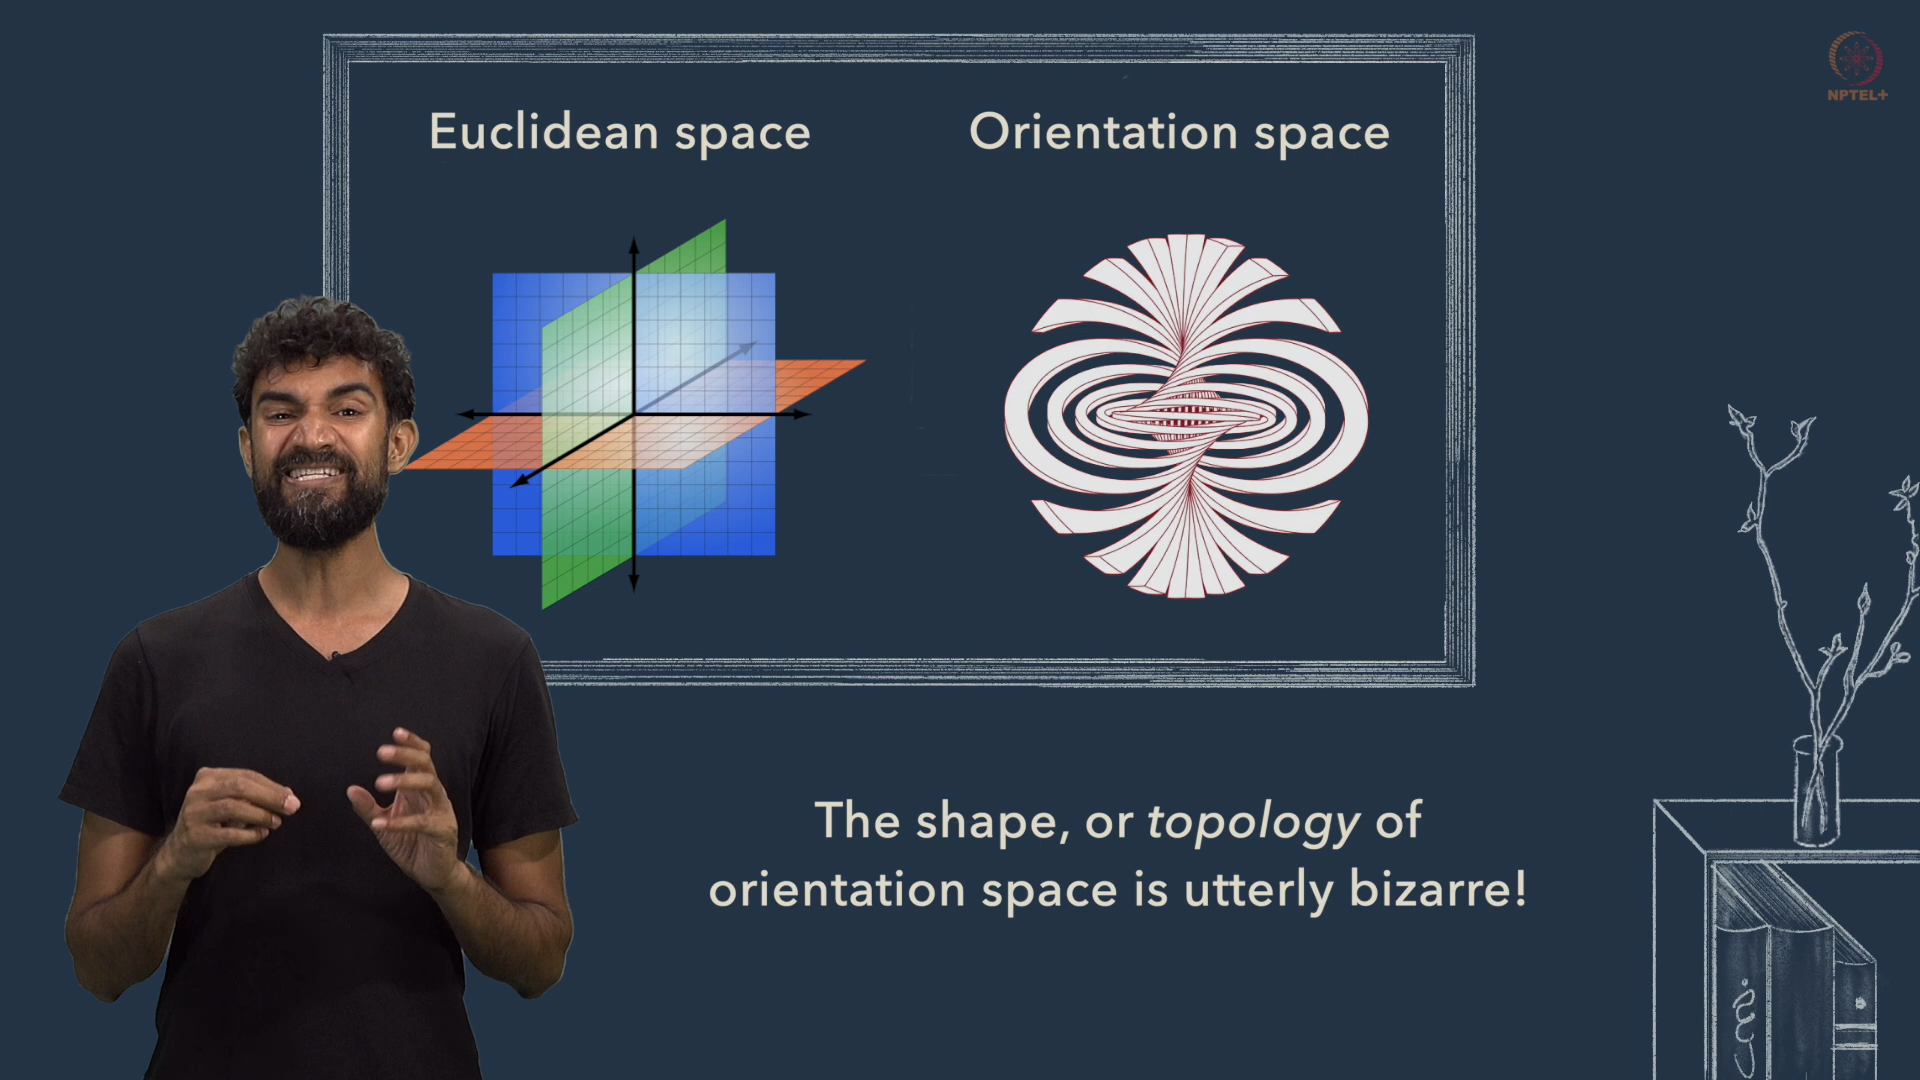 NPTEL+
Euclidean space
Orientation space
The shape, or topology of
orientation space is utterly bizarre!